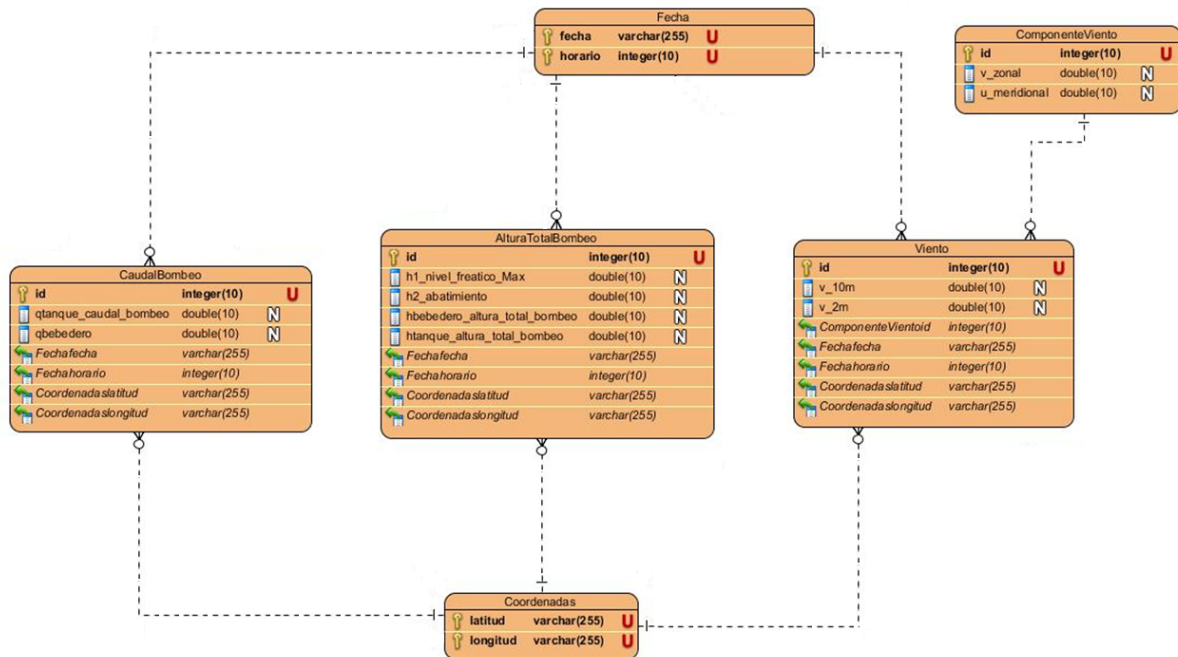 Fecha
fecha varchar(255) U
horario integer(10) U
ComponenteViento
id integer(10) U
v_zonal double(10) N
u_meridional double(10) N
CaudalBombeo
id integer(10) U
qtanque_caudal_bombeo double(10) N
qbebedero double(10) N
Fechafecha varchar(255)
Fechahorario integer(10)
Coordenadaslatitud varchar(255)
Coordenadaslongitud varchar(255)
AlturaTotalBombeo
id integer(10) U
h1_nivel_freatico_Max double(10) N
h2_abatimiento double(10) N
hbebedero_altura_total_bombeo double(10) N
htanque_altura_total_bombeo double(10) N
Fechafecha varchar(255)
Fechahorario integer(10)
Coordenadaslatitud varchar(255)
Coordenadaslongitud varchar(255)
Viento
id integer(10) U
v_10m double(10) N
v_2m double(10) N
ComponenteVientoid integer(10)
Fechafecha varchar(255)
Fechahorario integer(10)
Coordenadaslatitud varchar(255)
Coordenadaslongitud varchar(255)
Coordenadas
latitud varchar(255) U
longitud varchar(255) U